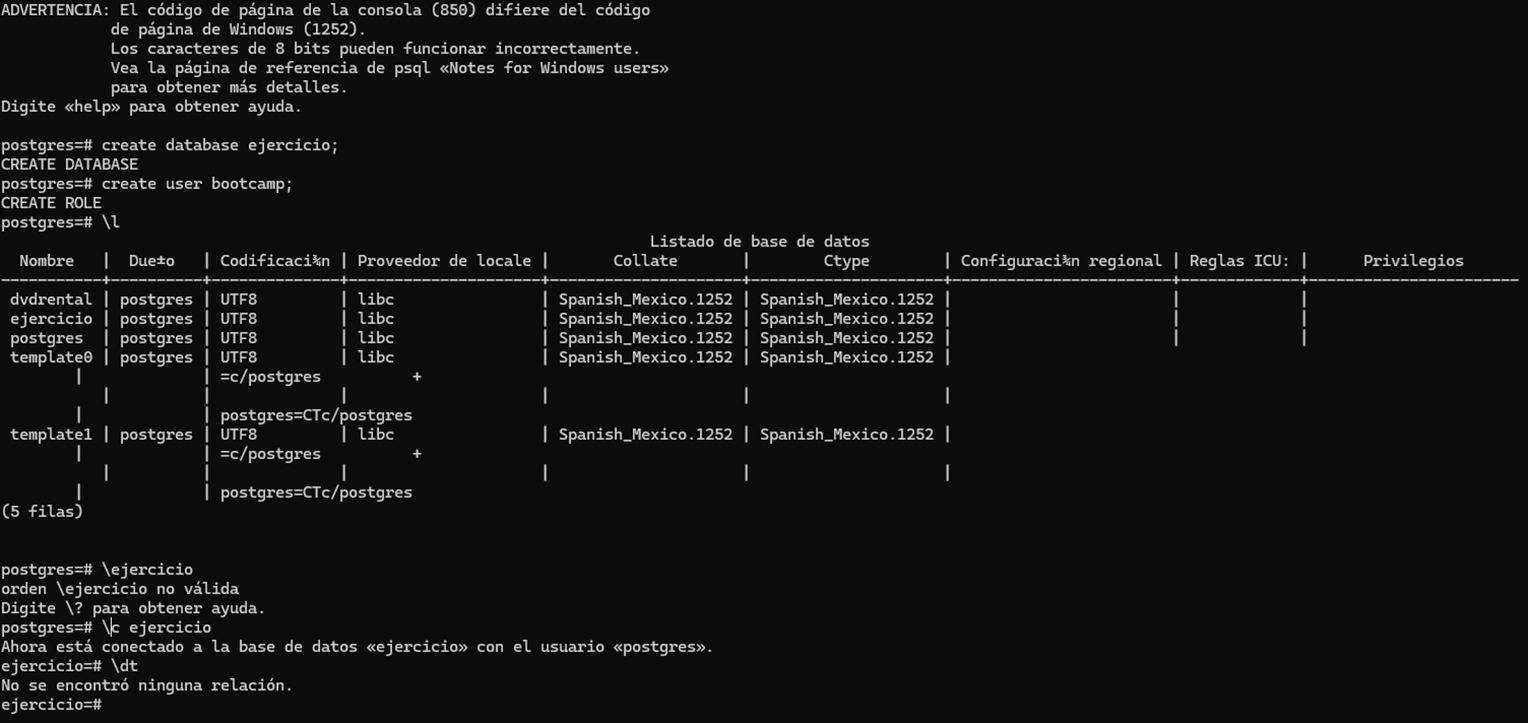 ADVERTENCIA: El código de página de la consola (850) difiere del código
            de página de Windows (1252).
            Los caracteres de 8 bits pueden funcionar incorrectamente.
            Vea la página de referencia de psql «Notes for Windows users»
            para obtener más detalles.
Digite «help» para obtener ayuda.

postgres=# create database ejercicio;
CREATE DATABASE
postgres=# create user bootcamp;
CREATE ROLE
postgres=# \l
                                                                       Listado de base de datos
  Nombre   |  Due±o   | Codificaci¾n | Proveedor de locale |       Collate       |        Ctype        | Configuraci¾n regional | Reglas ICU: |      Privilegios
-----------+----------+--------------+---------------------+---------------------+---------------------+------------------------+-------------+-----------------------
 dvdrental | postgres | UTF8         | libc                | Spanish_Mexico.1252 | Spanish_Mexico.1252 |                        |             |
 ejercicio | postgres | UTF8         | libc                | Spanish_Mexico.1252 | Spanish_Mexico.1252 |                        |             |
 postgres  | postgres | UTF8         | libc                | Spanish_Mexico.1252 | Spanish_Mexico.1252 |                        |             |
 template0 | postgres | UTF8         | libc                | Spanish_Mexico.1252 | Spanish_Mexico.1252 |
        |             | =c/postgres          +
           |          |              |                     |                     |                     |
        |             | postgres=CTc/postgres
 template1 | postgres | UTF8         | libc                | Spanish_Mexico.1252 | Spanish_Mexico.1252 |
        |             | =c/postgres          +
           |          |              |                     |                     |                     |
        |             | postgres=CTc/postgres
(5 filas)


postgres=# \ejercicio
orden \ejercicio no válida
Digite \? para obtener ayuda.
postgres=# \c ejercicio
Ahora está conectado a la base de datos «ejercicio» con el usuario «postgres».
ejercicio=# \dt
No se encontró ninguna relación.
ejercicio=#